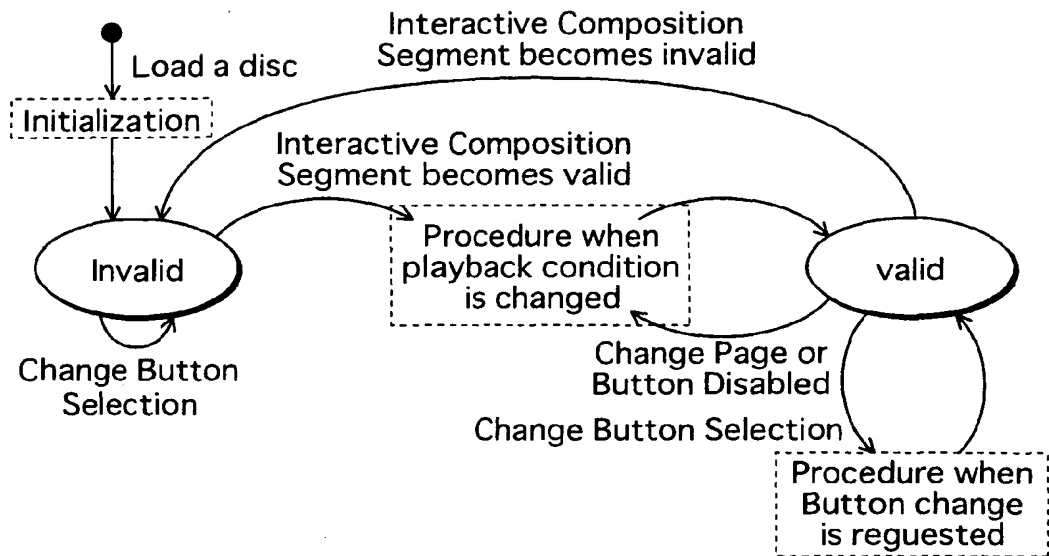 Interactive Composition
Segment becomes invalid
Load a disc
Initialization
Interactive Composition
Segment becomes valid
Invalid
Procedure when
playback condition
is changed
valid
Change Button
Selection
Change Page or
Button Disabled
Change Button Selection
Procedure when
Button change
is reguested